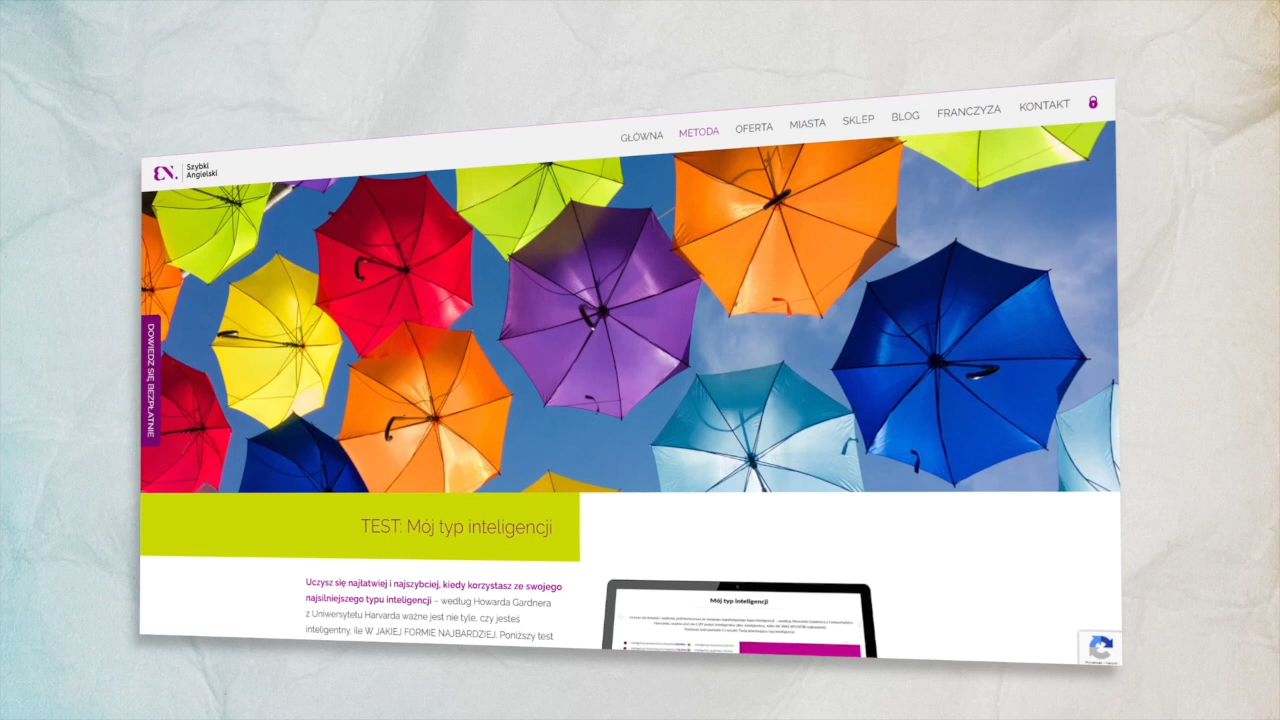 EN.
Szybki
Angielski
GŁÓWNA METODA OFERTA MIASTA SKLEP BLOG FRANCZYZA KONTAKT
DOWIEDZ SIĘ BEZPŁATNIE
TEST: Mój typ inteligencji
Uczysz się najłatwiej i najszybciej, kiedy korzystasz ze swojego
najsilniejszego typu inteligencji – według Howarda Gardnera
z Uniwersytetu Harvarda ważne jest nie tyle, czy jesteś
inteligentny, ile W JAKIEJ FORMIE NAJBARDZIEJ. Poniższy test
Mój typ inteligencji